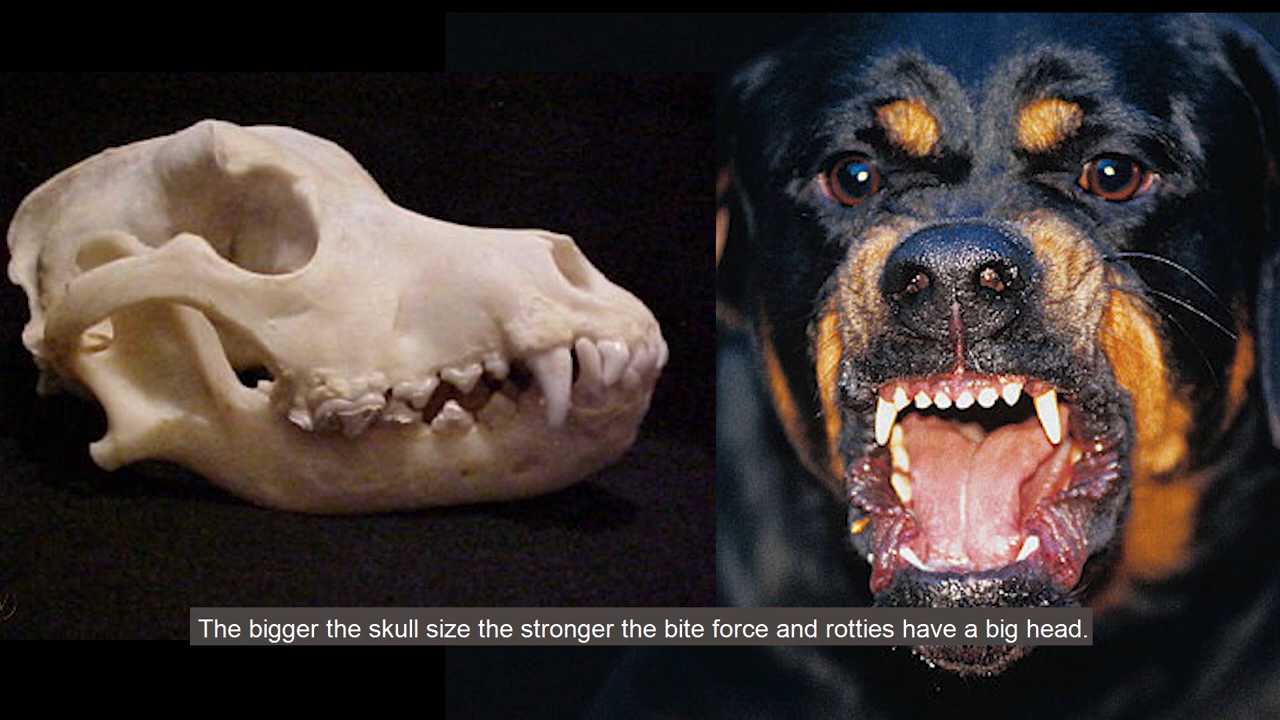 The bigger the skull size the stronger the bite force and rotties have a big head.